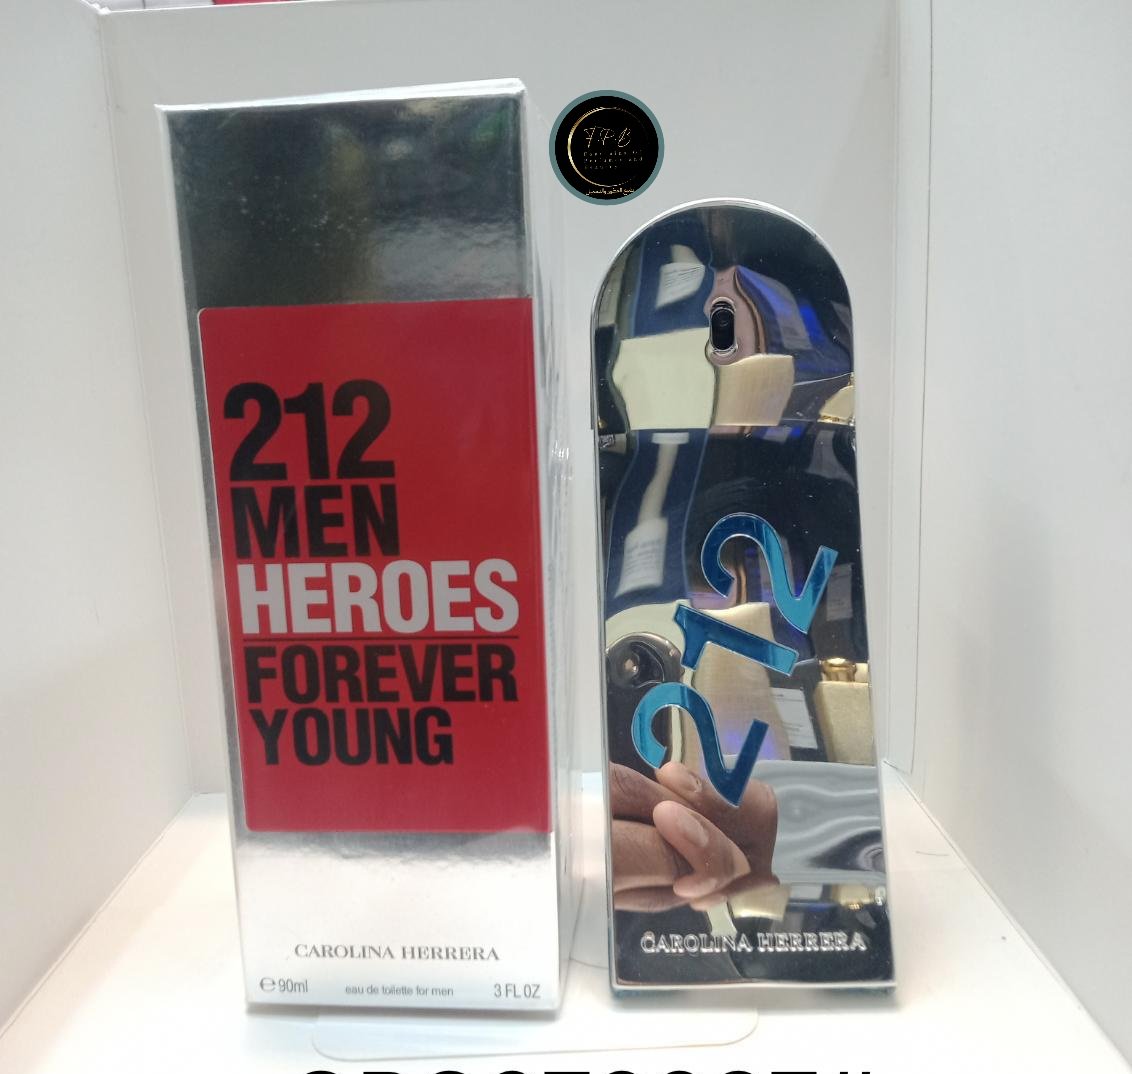 212
MEN
HEROES
FOREVER
YOUNG
CAROLINA HERRERA
℮ 90ml eau de toilette for men 3 FL OZ
F.P.B
212
CAROLINA HERRERA